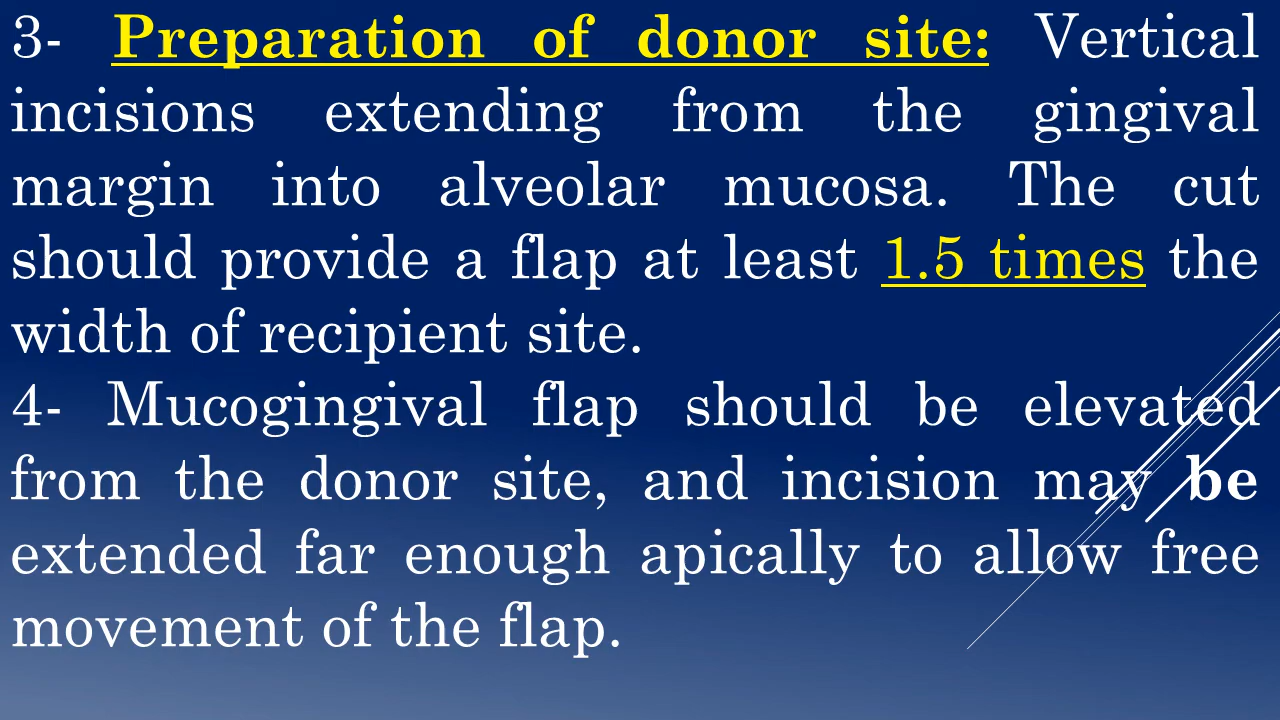 3- Preparation of donor site: Vertical
incisions extending from the gingival
margin into alveolar mucosa. The cut
should provide a flap at least 1.5 times the
width of recipient site.
4- Mucogingival flap should be elevated
from the donor site, and incision may be
extended far enough apically to allow free
movement of the flap.